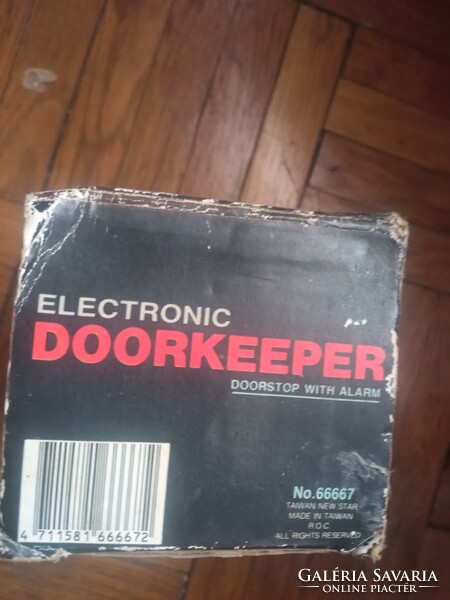 ELECTRONIC
DOORKEEPER
DOORSTOP WITH ALARM
No.66667
TAIWAN NEW STAR
MADE IN TAIWAN
R.O.C.
ALL RIGHTS RESERVED
4 711581 666672
GALÉRIA SAVARIA
ONLINE PIACTÉR